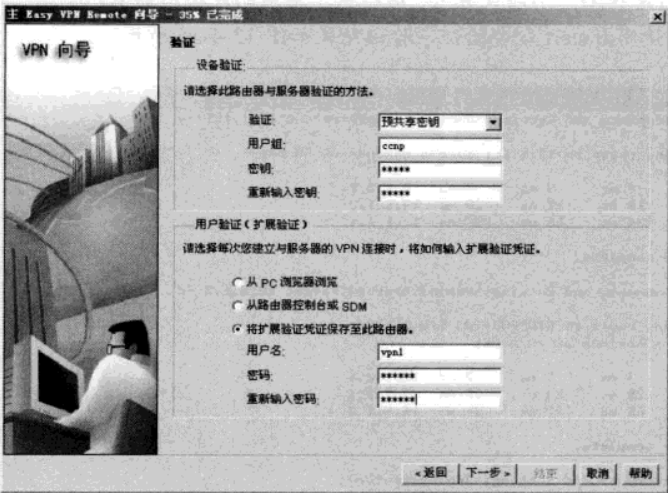 Easy VPN Remote 向导 - 35% 已完成
VPN 向导
验证
设备验证
请选择此路由器与服务器验证的方法。
验证: 预共享密钥
用户组: ccnp
密钥: *****
重新输入密钥: *****
用户验证(扩展验证)
请选择每次您建立与服务器的 VPN 连接时,将如何输入扩展验证凭证。
从 PC 浏览器浏览
从路由器控制台或 SDM
将扩展验证凭证保存至此路由器。
用户名: vpn1
密码: ******
重新输入密码: ******
<返回 下一步> 结束 取消 帮助